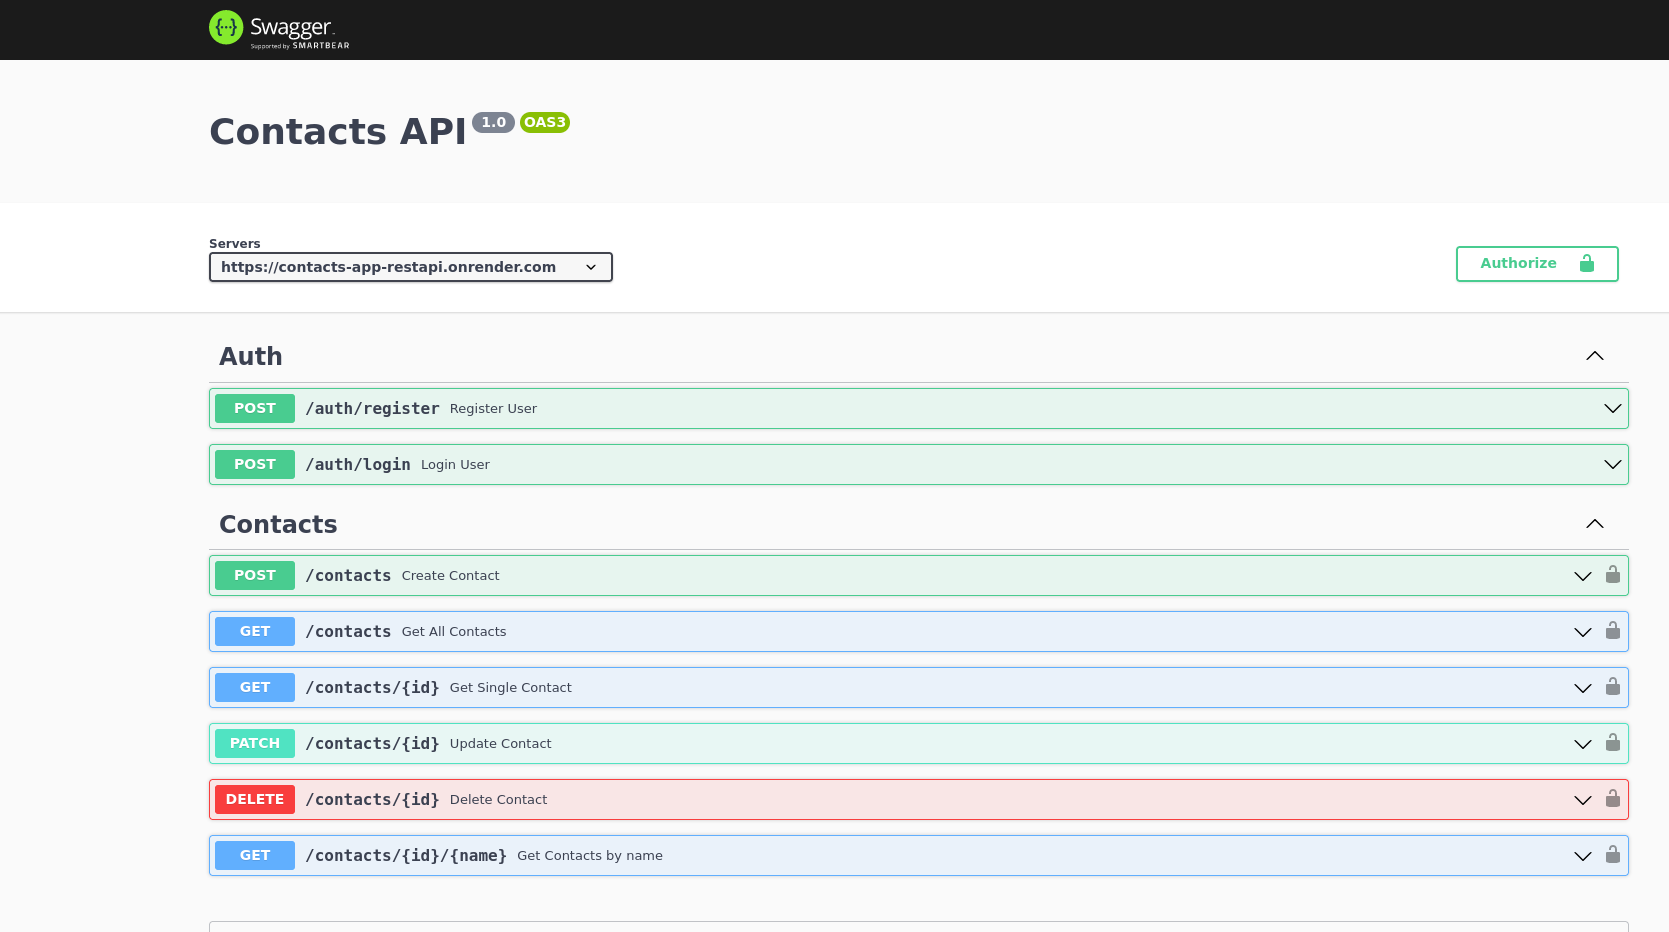 {···} Swagger.
Supported by SMARTBEAR
Contacts API 1.0 OAS3
Servers
https://contacts-app-restapi.onrender.com
Authorize
Auth
POST /auth/register Register User
POST /auth/login Login User
Contacts
POST /contacts Create Contact
GET /contacts Get All Contacts
GET /contacts/{id} Get Single Contact
PATCH /contacts/{id} Update Contact
DELETE /contacts/{id} Delete Contact
GET /contacts/{id}/{name} Get Contacts by name